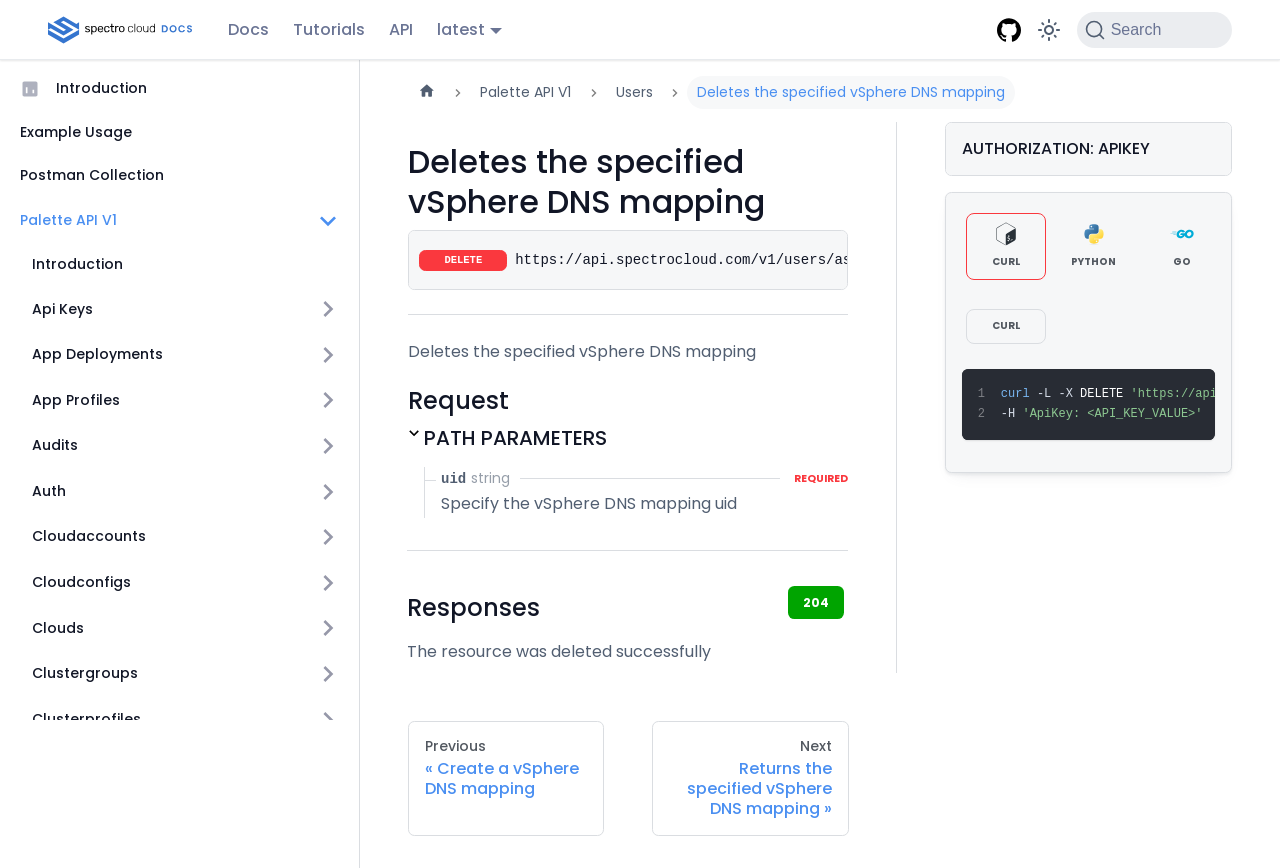 spectro cloud DOCS
Docs
Tutorials
API
latest
Search
Introduction
Example Usage
Postman Collection
Palette API V1
Introduction
Api Keys
App Deployments
App Profiles
Audits
Auth
Cloudaccounts
Cloudconfigs
Clouds
Clustergroups
Clusterprofiles
Palette API V1
Users
Deletes the specified vSphere DNS mapping
Deletes the specified
vSphere DNS mapping
DELETE https://api.spectrocloud.com/v1/users/as
Deletes the specified vSphere DNS mapping
Request
PATH PARAMETERS
uid string REQUIRED
Specify the vSphere DNS mapping uid
Responses
204
The resource was deleted successfully
Previous
« Create a vSphere
DNS mapping
Next
Returns the
specified vSphere
DNS mapping »
AUTHORIZATION: APIKEY
CURL
PYTHON
GO
CURL
1 curl -L -X DELETE 'https://api
2 -H 'ApiKey: <API_KEY_VALUE>'